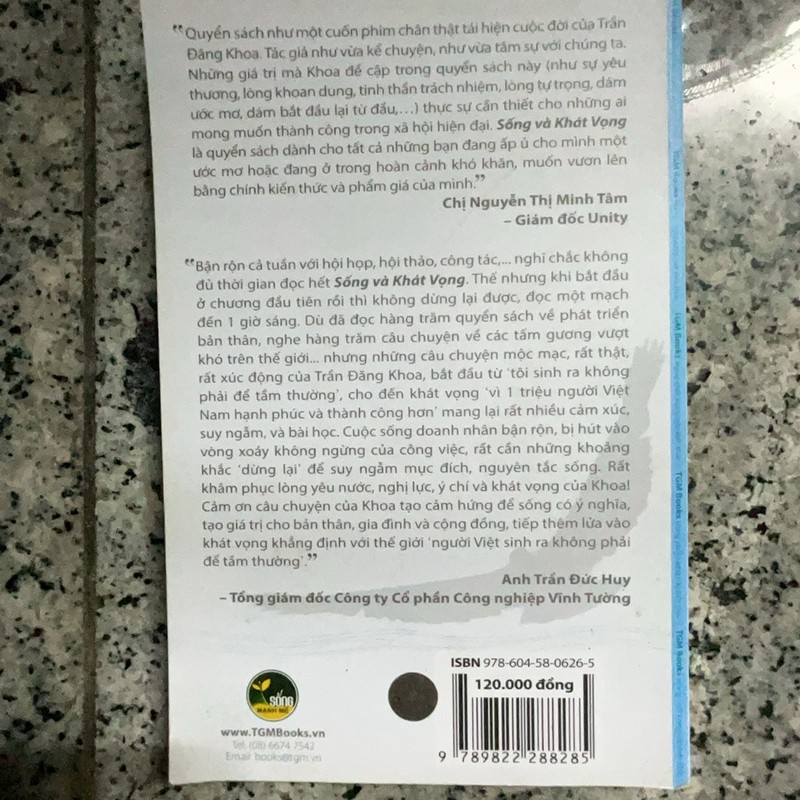 “Quyển sách như một cuốn phim chân thật tái hiện cuộc đời của Trần
Đăng Khoa. Tác giả như vừa kể chuyện, như vừa tâm sự với chúng ta.
Những giá trị mà Khoa đề cập trong quyển sách này (như sự yêu
thương, lòng khoan dung, tinh thần trách nhiệm, lòng tự trọng, dám
ước mơ, dám bắt đầu lại từ đầu,...) thực sự cần thiết cho những ai
mong muốn thành công trong xã hội hiện đại. Sống và Khát Vọng
là quyển sách dành cho tất cả những bạn đang ấp ủ cho mình một
ước mơ hoặc đang ở trong hoàn cảnh khó khăn, muốn vươn lên
bằng chính kiến thức và phẩm giá của mình.”
Chị Nguyễn Thị Minh Tâm
– Giám đốc Unity
“Bận rộn cả tuần với hội họp, hội thảo, công tác,... nghĩ chắc không
đủ thời gian đọc hết Sống và Khát Vọng. Thế nhưng khi bắt đầu
ở chương đầu tiên rồi thì không dừng lại được, đọc một mạch
đến 1 giờ sáng. Dù đã đọc hàng trăm quyển sách về phát triển
bản thân, nghe hàng trăm câu chuyện về các tấm gương vượt
khó trên thế giới... nhưng những câu chuyện mộc mạc, rất thật,
rất xúc động của Trần Đăng Khoa, bắt đầu từ ‘tôi sinh ra không
phải để tầm thường’, cho đến khát vọng ‘vì 1 triệu người Việt
Nam hạnh phúc và thành công hơn’ mang lại rất nhiều cảm xúc,
suy ngẫm, và bài học. Cuộc sống doanh nhân bận rộn, bị hút vào
vòng xoáy không ngừng của công việc, rất cần những khoảng
khắc ‘dừng lại’ để suy ngẫm mục đích, nguyên tắc sống. Rất
khâm phục lòng yêu nước, nghị lực, ý chí và khát vọng của Khoa!
Cảm ơn câu chuyện của Khoa tạo cảm hứng để sống có ý nghĩa,
tạo giá trị cho bản thân, gia đình và cộng đồng, tiếp thêm lửa vào
khát vọng khẳng định với thế giới ‘người Việt sinh ra không phải
để tầm thường’.”
Anh Trần Đức Huy
– Tổng giám đốc Công ty Cổ phần Công nghiệp Vĩnh Tường
ISBN 978-604-58-0626-5
120.000 đồng
9 789822 288285
SỐNG
MẠNH MẼ
www.TGMBooks.vn
Tel: (08) 6674 7542
Email: books@tgm.vn
TGM Books
TGM Books
TGM Books
TGM Books